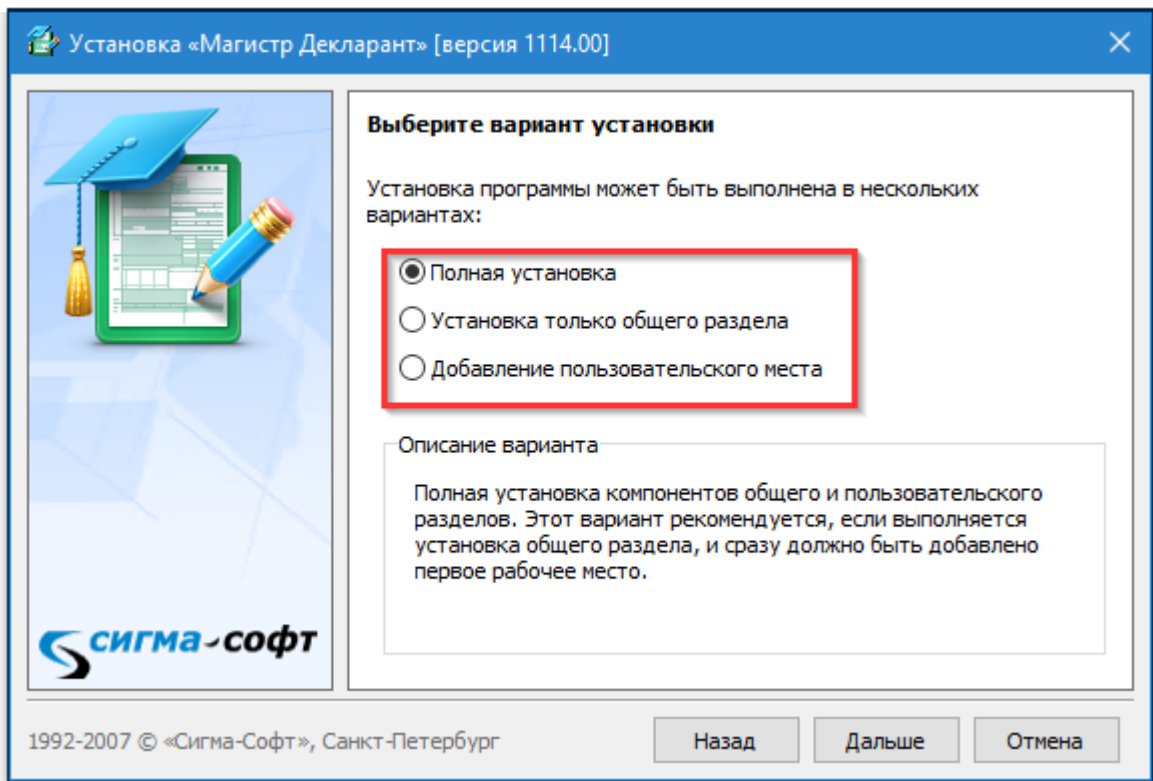 Установка «Магистр Декларант» [версия 1114.00]
Выберите вариант установки
Установка программы может быть выполнена в нескольких
вариантах:
Полная установка
Установка только общего раздела
Добавление пользовательского места
Описание варианта
Полная установка компонентов общего и пользовательского
разделов. Этот вариант рекомендуется, если выполняется
установка общего раздела, и сразу должно быть добавлено
первое рабочее место.
сигма-софт
1992-2007 © «Сигма-Софт», Санкт-Петербург
Назад
Дальше
Отмена